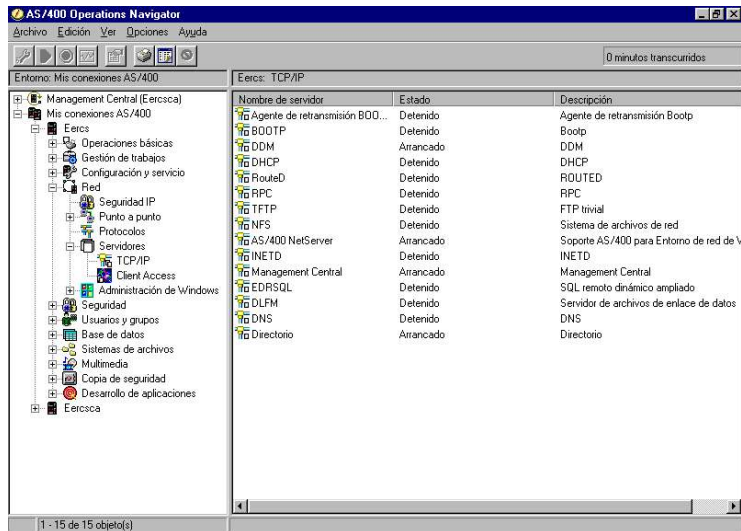 AS/400 Operations Navigator
Archivo Edición Ver Opciones Ayuda
0 minutos transcurridos
Entorno: Mis conexiones AS/400
Eercs: TCP/IP
Management Central (Eercsca)
Mis conexiones AS/400
Eercs
Operaciones básicas
Gestión de trabajos
Configuración y servicio
Red
Seguridad IP
Punto a punto
Protocolos
Servidores
TCP/IP
Client Access
Administración de Windows
Seguridad
Usuarios y grupos
Base de datos
Sistemas de archivos
Multimedia
Copia de seguridad
Desarrollo de aplicaciones
Eercsca
Nombre de servidor Estado Descripción
Agente de retransmisión BOO... Detenido Agente de retransmisión Bootp
BOOTP Detenido Bootp
DDM Arrancado DDM
DHCP Detenido DHCP
RouteD Detenido ROUTED
RPC Detenido RPC
TFTP Detenido FTP trivial
NFS Detenido Sistema de archivos de red
AS/400 NetServer Arrancado Soporte AS/400 para Entorno de red de V
INETD Detenido INETD
Management Central Arrancado Management Central
EDRSQL Detenido SQL remoto dinámico ampliado
DLFM Detenido Servidor de archivos de enlace de datos
DNS Detenido DNS
Directorio Arrancado Directorio
1 - 15 de 15 objeto(s)